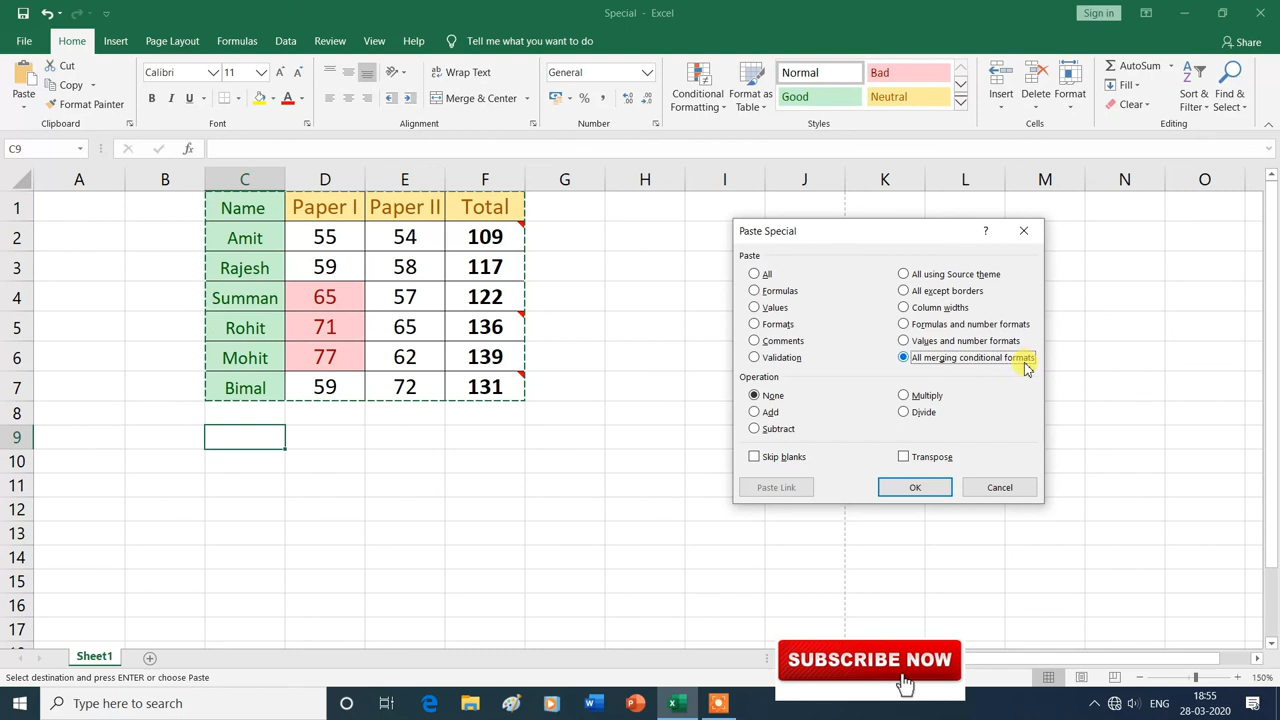 Special - Excel
Sign in
File Home Insert Page Layout Formulas Data Review View Help Tell me what you want to do Share
Paste
Cut
Copy
Format Painter
Calibri 11
B I U
Wrap Text
Merge & Center
General
Conditional Formatting
Format as Table
Normal Bad
Good Neutral
Insert Delete Format
AutoSum
Fill
Clear
Sort & Filter
Find & Select
Clipboard Font Alignment Number Styles Cells Editing
C9
fx
A B C D E F G H I J K L M N O
1 Name Paper I Paper II Total
2 Amit 55 54 109
3 Rajesh 59 58 117
4 Summan 65 57 122
5 Rohit 71 65 136
6 Mohit 77 62 139
7 Bimal 59 72 131
8
9
10
11
12
13
14
15
16
17
Paste Special
?
Paste
All All using Source theme
Formulas All except borders
Values Column widths
Formats Formulas and number formats
Comments Values and number formats
Validation All merging conditional formats
Operation
None Multiply
Add Divide
Subtract
Skip blanks Transpose
Paste Link OK Cancel
Sheet1
SUBSCRIBE NOW
Select destination and press ENTER or choose Paste
150%
Type here to search
ENG
18:55
28-03-2020